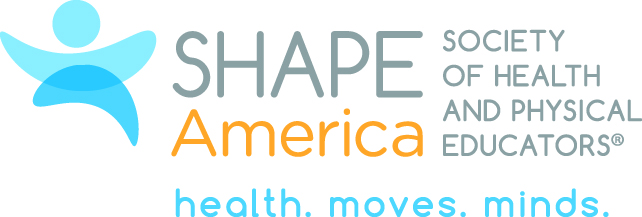 SHAPE
America
SOCIETY
OF HEALTH
AND PHYSICAL
EDUCATORS®
health. moves. minds.